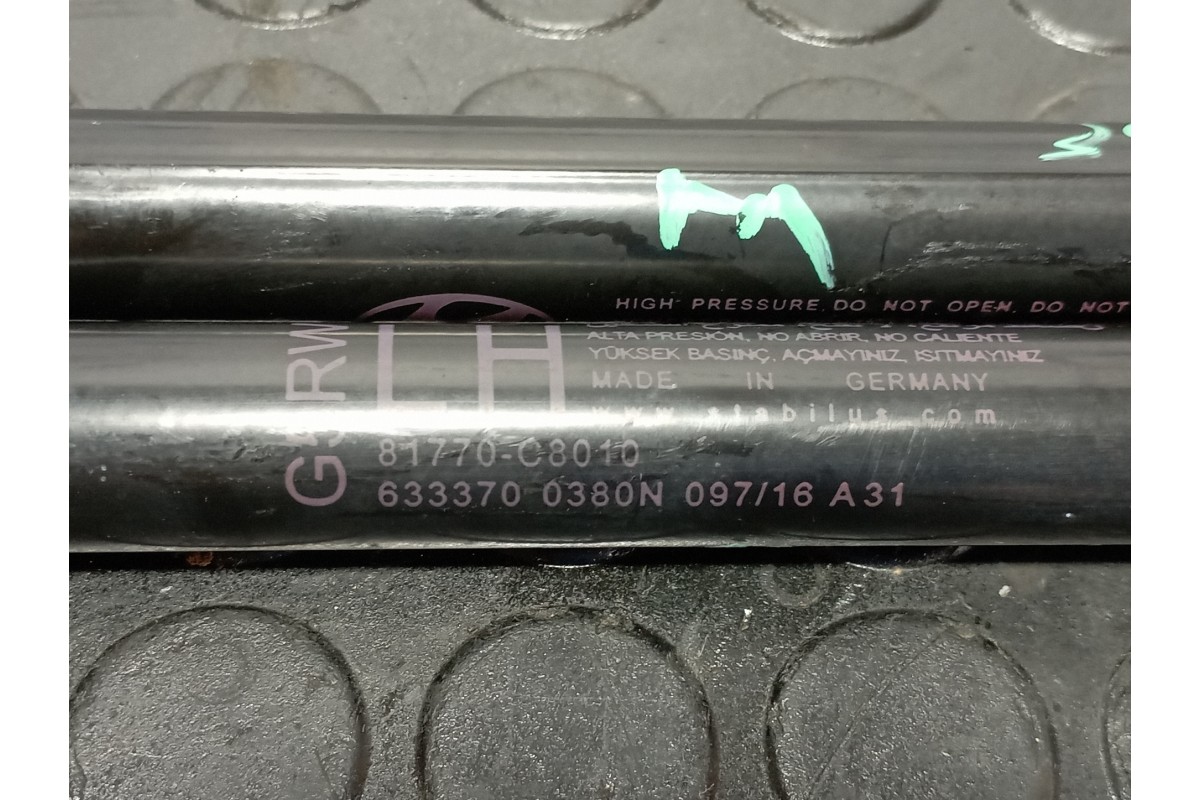 HIGH PRESSURE, DO NOT OPEN, DO NOT
ALTA PRESIÓN, NO ABRIR, NO CALIENTE
YÜKSEK BASINÇ, AÇMAYINIZ, ISITMAYINIZ
MADE IN GERMANY
www.stabilus.com
LH
81770-C8010
633370 0380N 097/16 A31